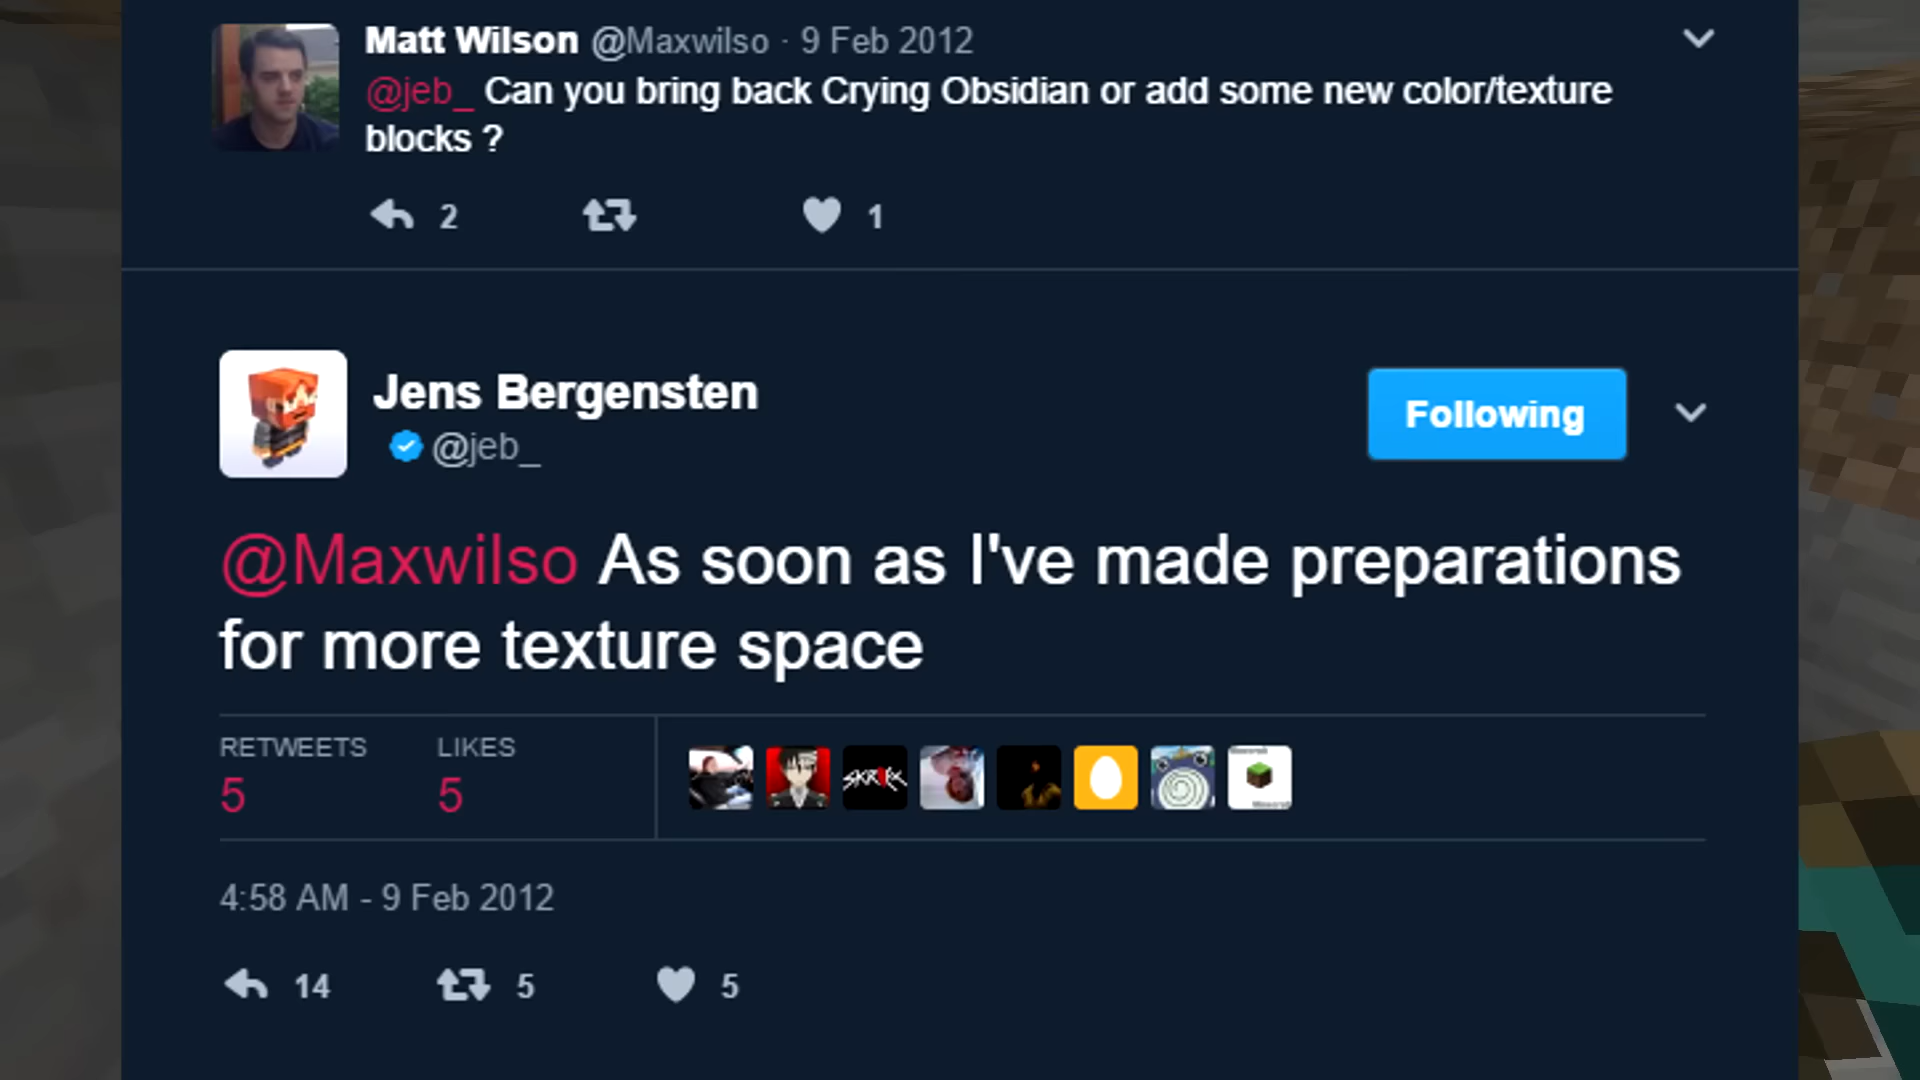 Matt Wilson @Maxwilso · 9 Feb 2012
@jeb_ Can you bring back Crying Obsidian or add some new color/texture
blocks ?
2 1
Jens Bergensten
@jeb_
Following
@Maxwilso As soon as I've made preparations
for more texture space
RETWEETS LIKES
5 5
4:58 AM - 9 Feb 2012
14 5 5